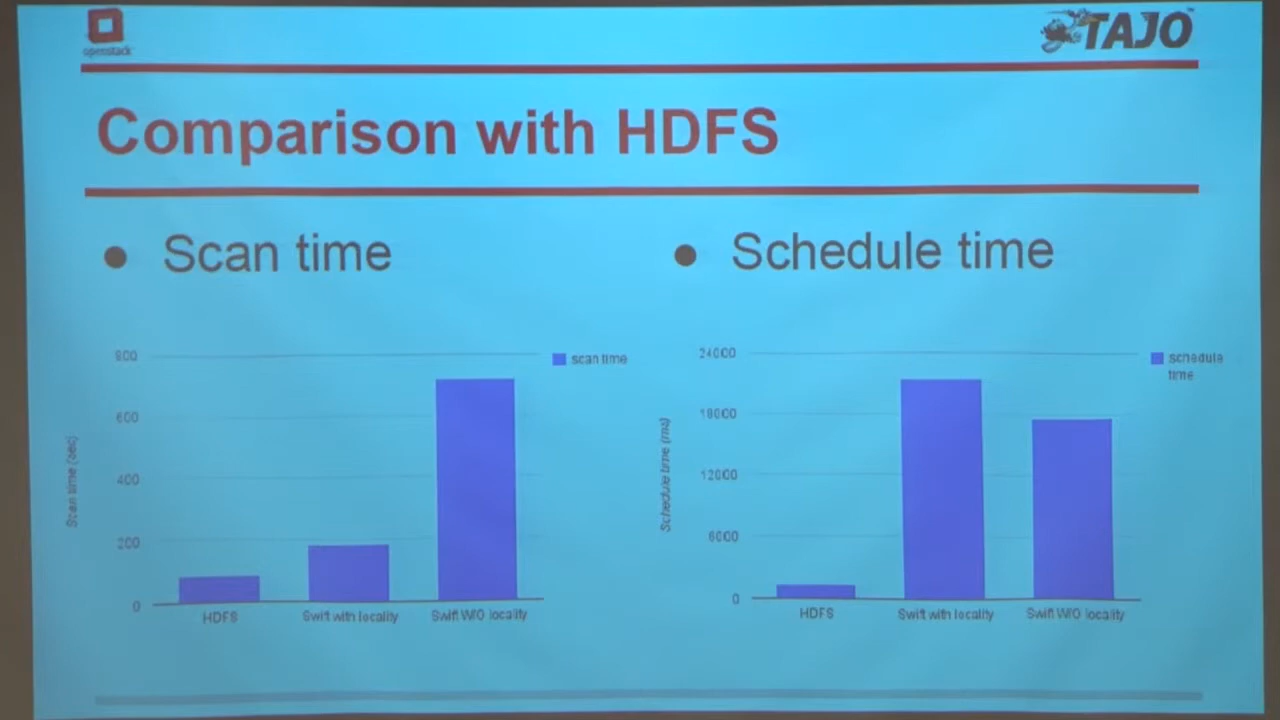 openstack
TAJO
Comparison with HDFS
● Scan time
800
600
400
200
0
Scan time (sec)
scan time
HDFS
Swift with locality
Swift W/O locality
● Schedule time
24000
18000
12000
6000
0
Schedule time (ms)
schedule
time
HDFS
Swift with locality
Swift W/O locality